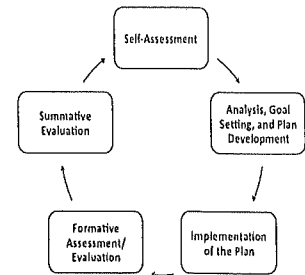 Self-Assessment
Analysis, Goal
Setting, and Plan
Development
Implementation
of the Plan
Formative
Assessment/
Evaluation
Summative
Evaluation